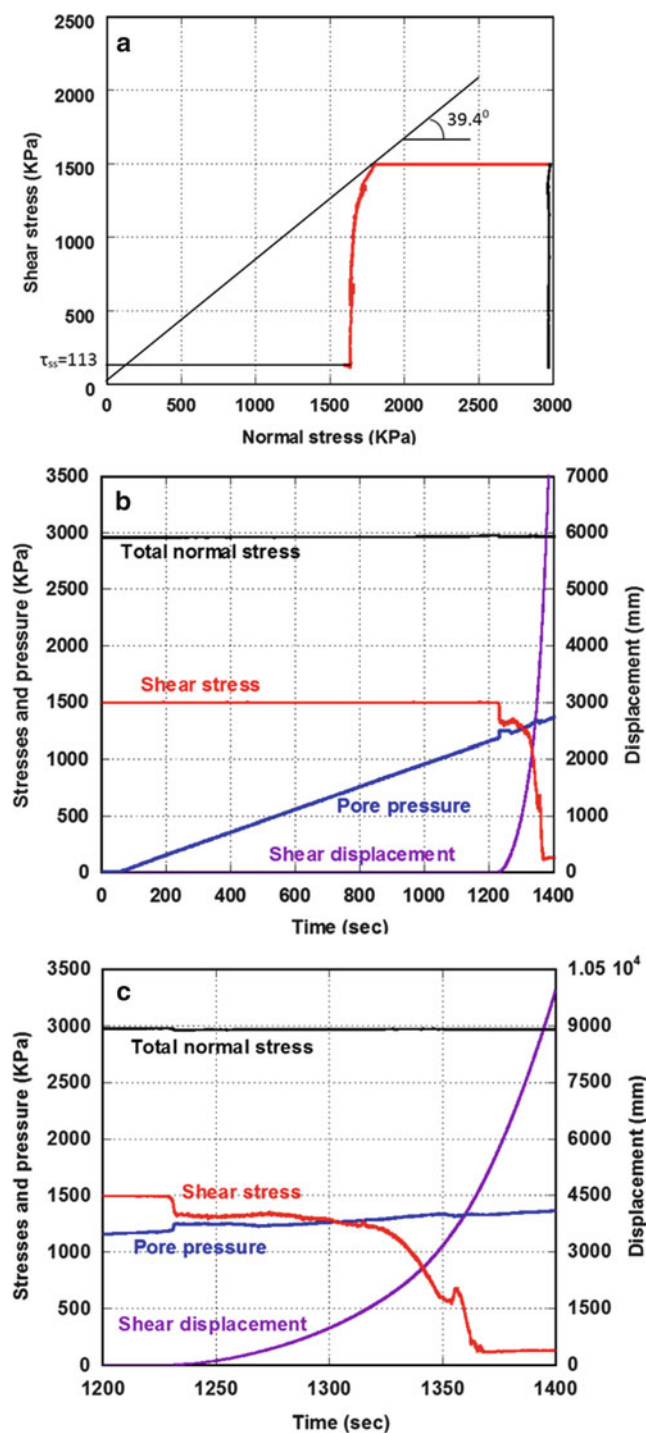 a
2500
2000
1500
1000
500
0
Shear stress (KPa)
39.4⁰
τss=113
0 500 1000 1500 2000 2500 3000
Normal stress (KPa)
b
3500
3000
2500
2000
1500
1000
500
0
Stresses and pressure (KPa)
7000
6000
5000
4000
3000
2000
1000
0
Displacement (mm)
Total normal stress
Shear stress
Pore pressure
Shear displacement
0 200 400 600 800 1000 1200 1400
Time (sec)
c
3500
3000
2500
2000
1500
1000
500
0
Stresses and pressure (KPa)
1.05 10⁴
9000
7500
6000
4500
3000
1500
0
Displacement (mm)
Total normal stress
Shear stress
Pore pressure
Shear displacement
1200 1250 1300 1350 1400
Time (sec)